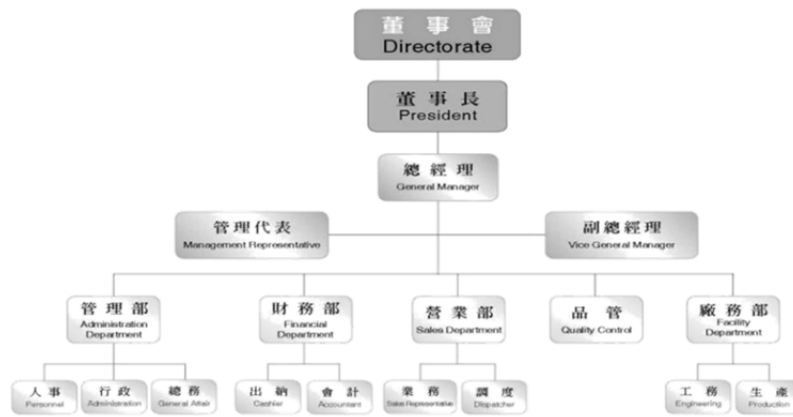 董事會
Directorate
董事長
President
總經理
General Manager
管理代表
Management Representative
副總經理
Vice General Manager
管理部
Administration
Department
財務部
Financial
Department
營業部
Sales Department
品管
Quality Control
廠務部
Facility
Department
人事
Personnel
行政
Administration
總務
General Affair
出納
Cashier
會計
Accountant
業務
Sales Representative
調度
Dispatcher
工務
Engineering
生產
Production